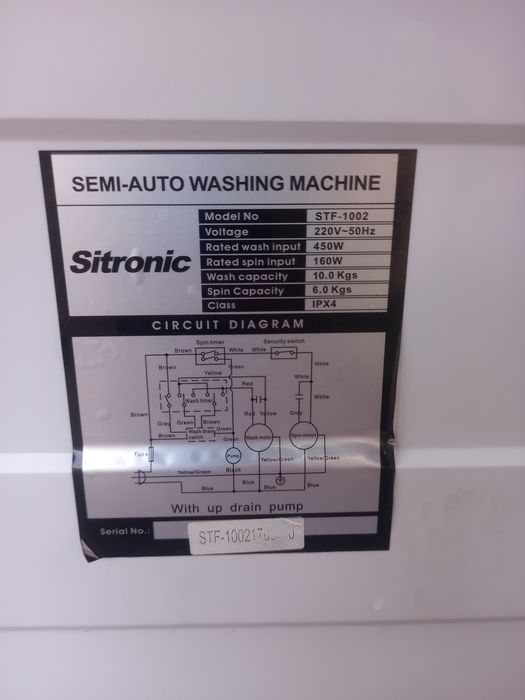 SEMI-AUTO WASHING MACHINE
Sitronic
Model No STF-1002
Voltage 220V~50Hz
Rated wash input 450W
Rated spin input 160W
Wash capacity 10.0 Kgs
Spin Capacity 6.0 Kgs
Class IPX4
CIRCUIT DIAGRAM
Spin timer Security switch
Brown White White
Brown Green White
Yellow White
Red
Wash timer White
Brown
Grey Green Brown Red Yellow Grey
Brown Wash drain switch Green Wash motor Spin motor
Fuse Pump Yellow/Green Yellow/Green
Yellow/Green Black
Blue Blue Blue Blue
With up drain pump
Serial No.: